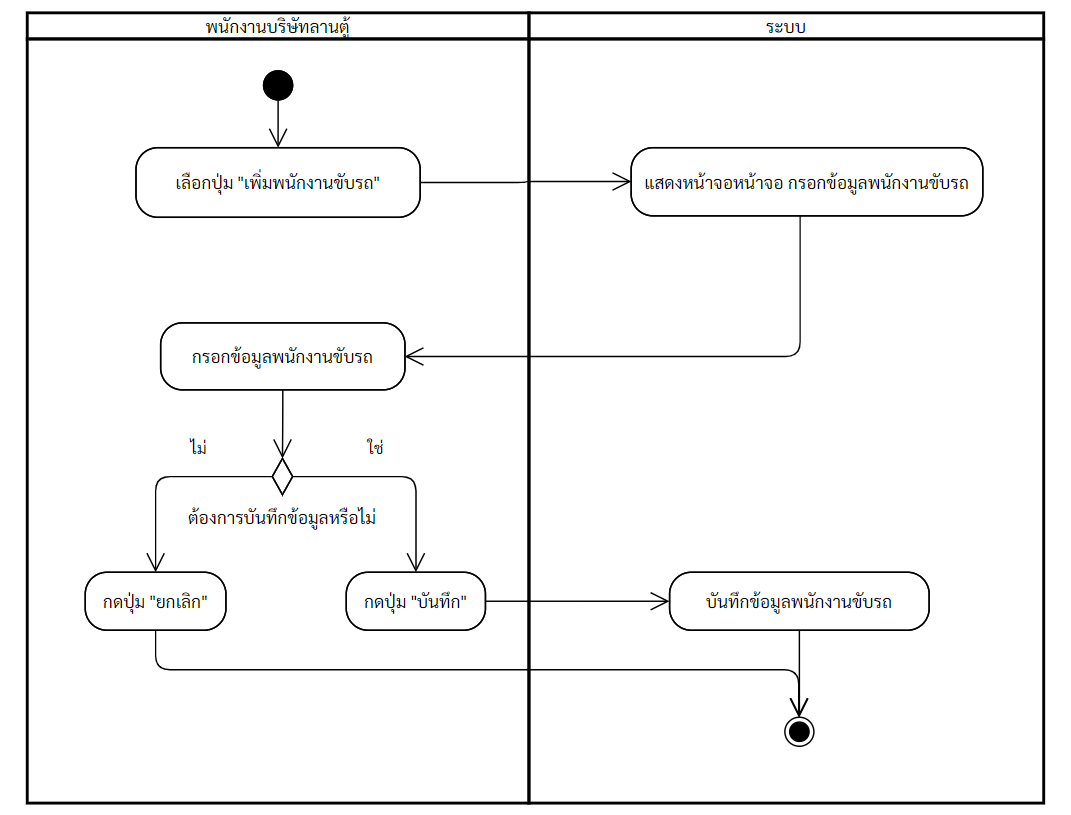 พนักงานบริษัทลานตู้
ระบบ
เลือกปุ่ม "เพิ่มพนักงานขับรถ"
แสดงหน้าจอหน้าจอ กรอกข้อมูลพนักงานขับรถ
กรอกข้อมูลพนักงานขับรถ
ไม่
ใช่
ต้องการบันทึกข้อมูลหรือไม่
กดปุ่ม "ยกเลิก"
กดปุ่ม "บันทึก"
บันทึกข้อมูลพนักงานขับรถ